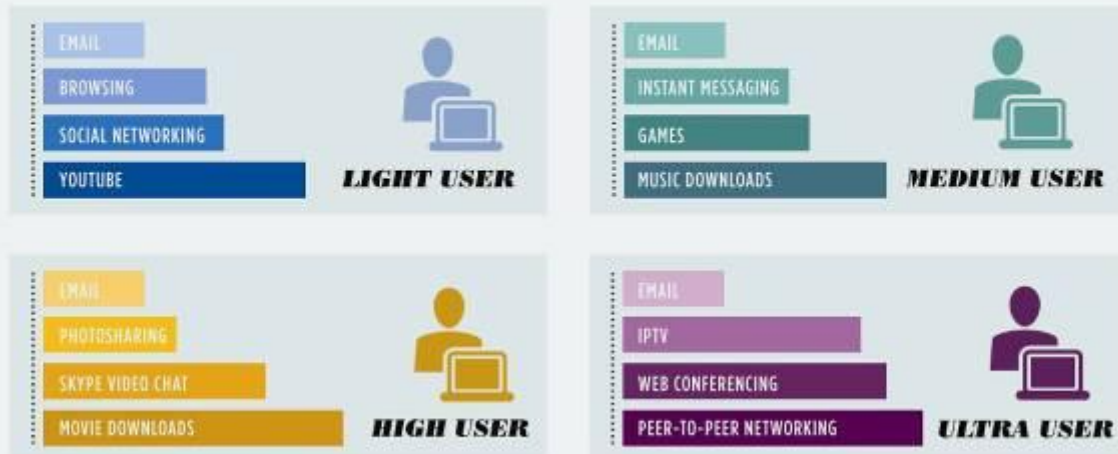 EMAIL
BROWSING
SOCIAL NETWORKING
YOUTUBE
LIGHT USER
EMAIL
INSTANT MESSAGING
GAMES
MUSIC DOWNLOADS
MEDIUM USER
EMAIL
PHOTOSHARING
SKYPE VIDEO CHAT
MOVIE DOWNLOADS
HIGH USER
EMAIL
IPTV
WEB CONFERENCING
PEER-TO-PEER NETWORKING
ULTRA USER